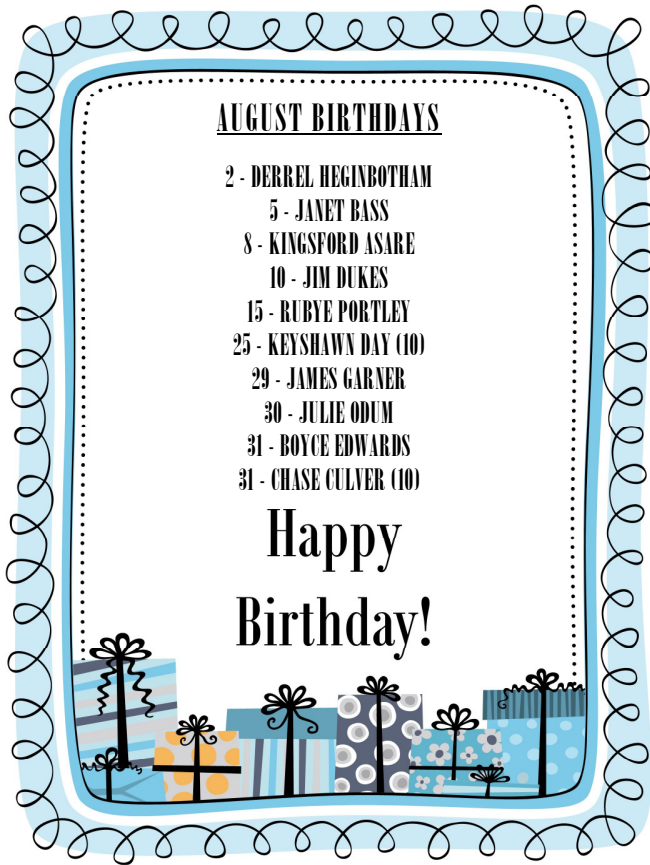 AUGUST BIRTHDAYS
2 - DERREL HEGINBOTHAM
5 - JANET BASS
8 - KINGSFORD ASARE
10 - JIM DUKES
15 - RUBYE PORTLEY
25 - KEYSHAWN DAY (10)
29 - JAMES GARNER
30 - JULIE ODUM
31 - BOYCE EDWARDS
31 - CHASE CULVER (10)
Happy
Birthday!